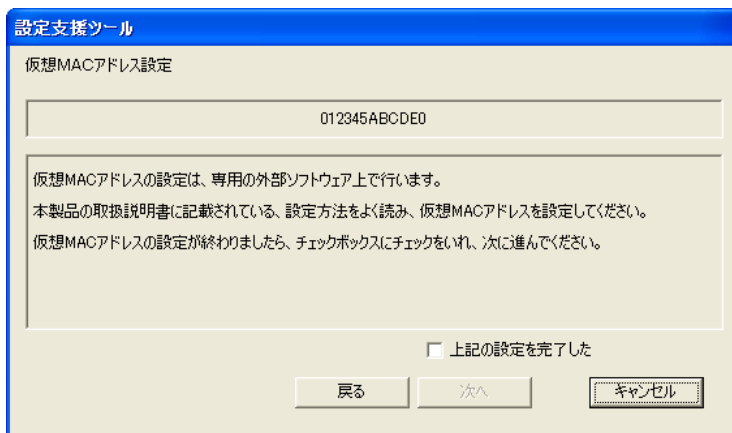 設定支援ツール
仮想MACアドレス設定
012345ABCDE0
仮想MACアドレスの設定は、専用の外部ソフトウェア上で行います。
本製品の取扱説明書に記載されている、設定方法をよく読み、仮想MACアドレスを設定してください。
仮想MACアドレスの設定が終わりましたら、チェックボックスにチェックをいれ、次に進んでください。
上記の設定を完了した
戻る 次へ キャンセル